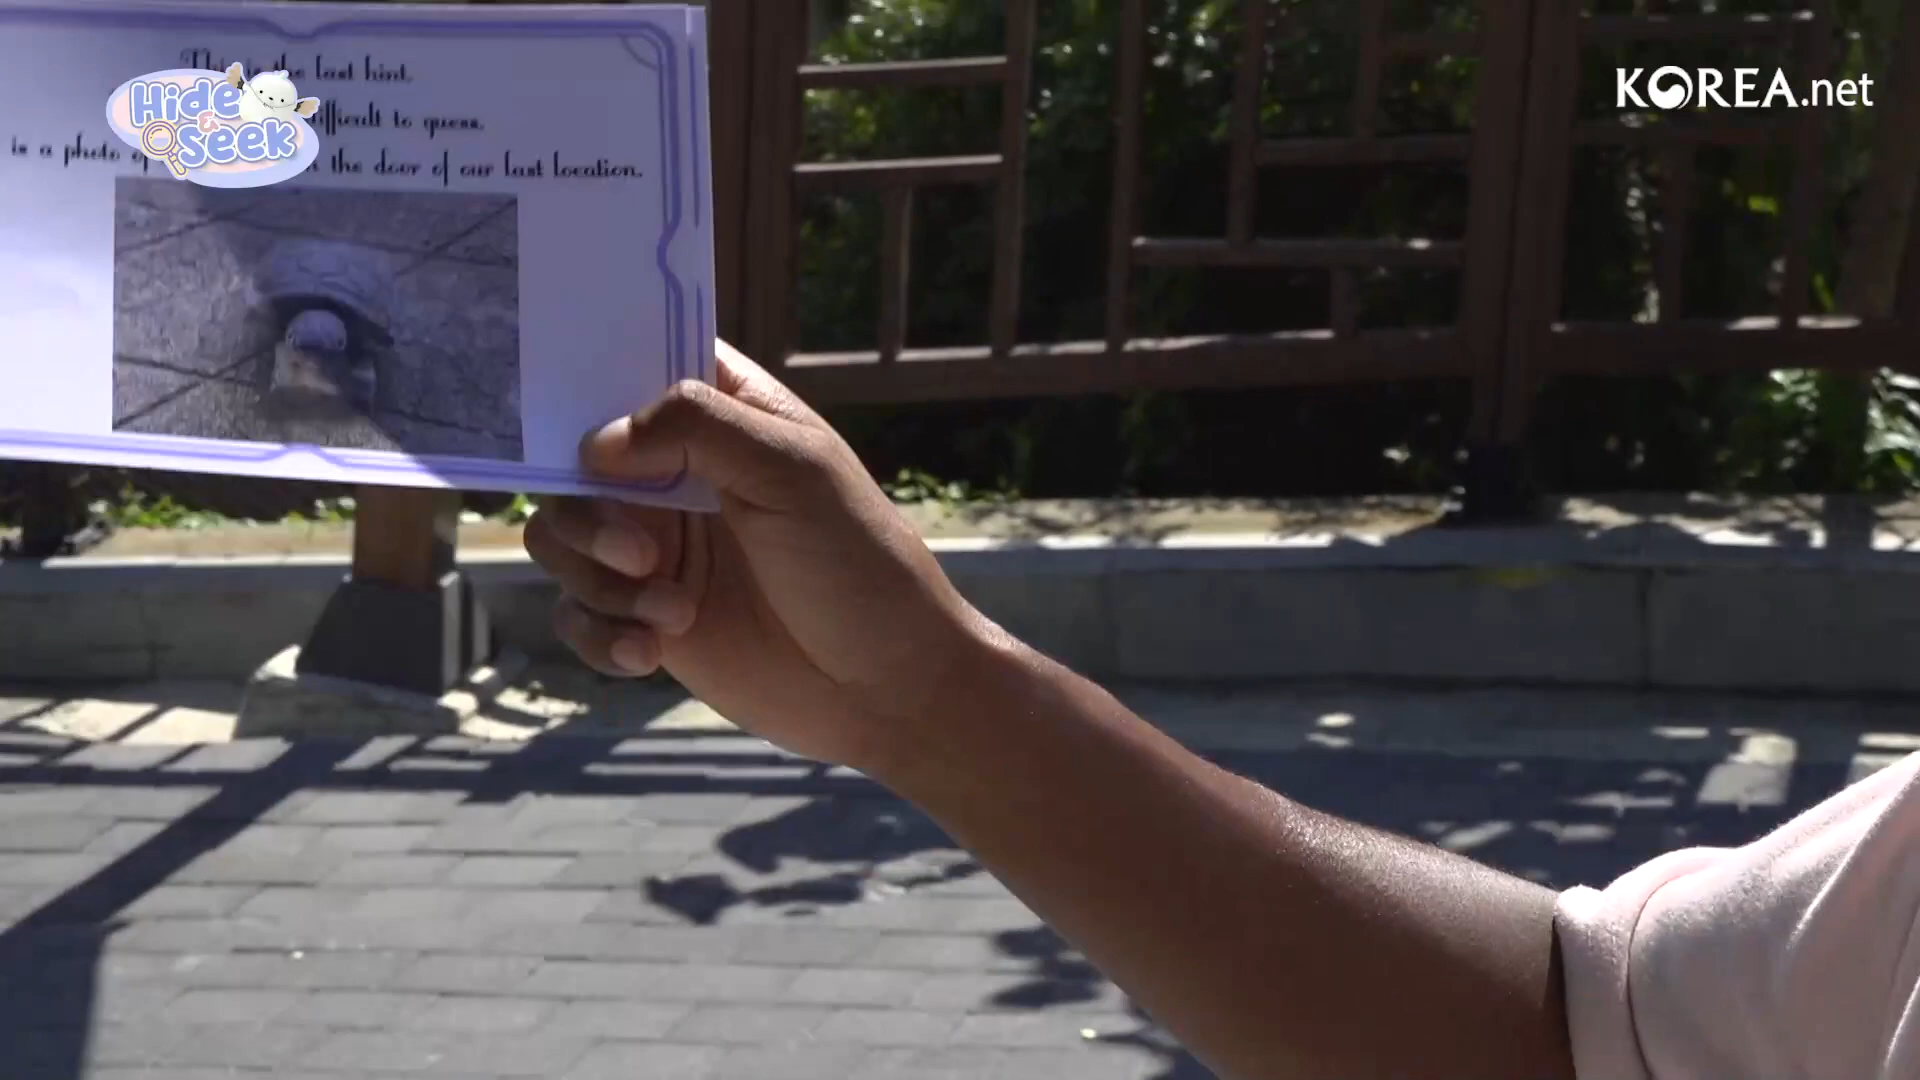 This is the last hint.
difficult to guess.
is a photo of the door of our last location.
Hide
&
Seek
KOREA.net